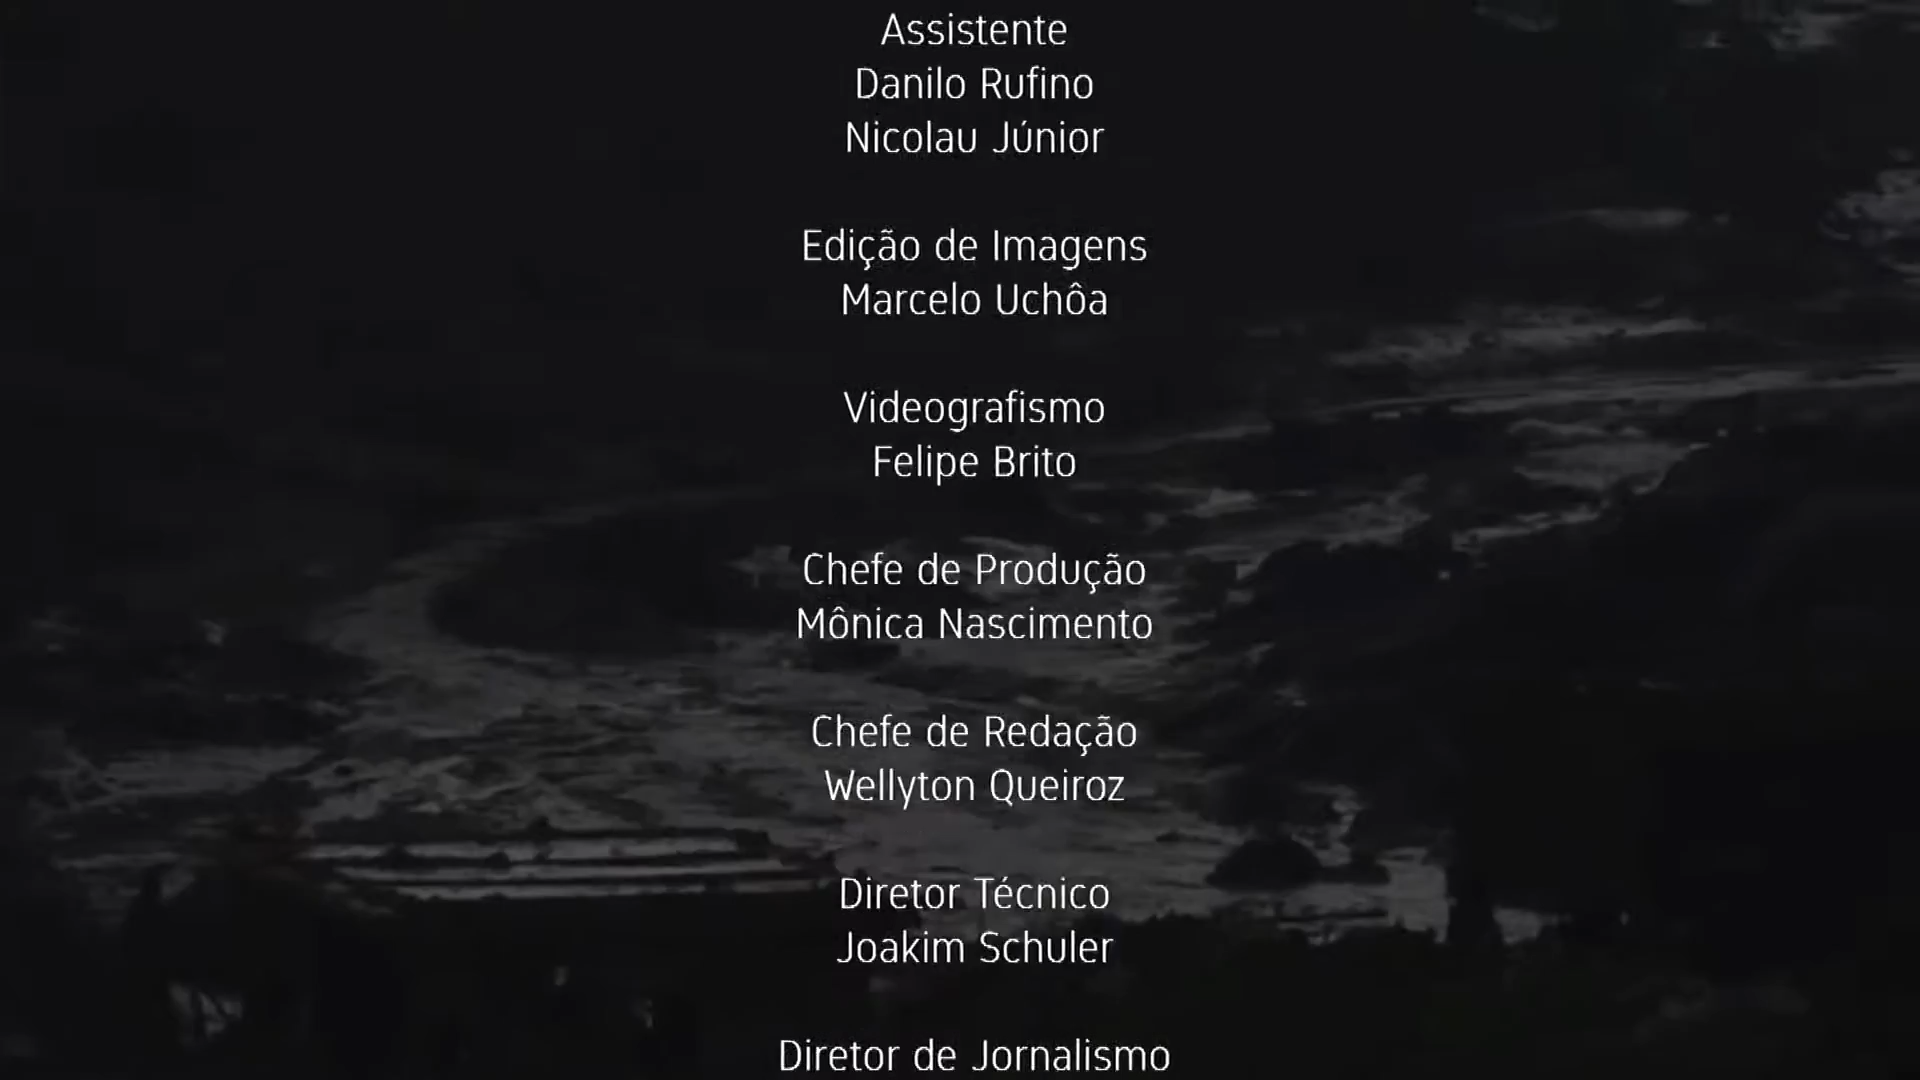 Assistente
Danilo Rufino
Nicolau Júnior
Edição de Imagens
Marcelo Uchôa
Videografismo
Felipe Brito
Chefe de Produção
Mônica Nascimento
Chefe de Redação
Wellyton Queiroz
Diretor Técnico
Joakim Schuler
Diretor de Jornalismo